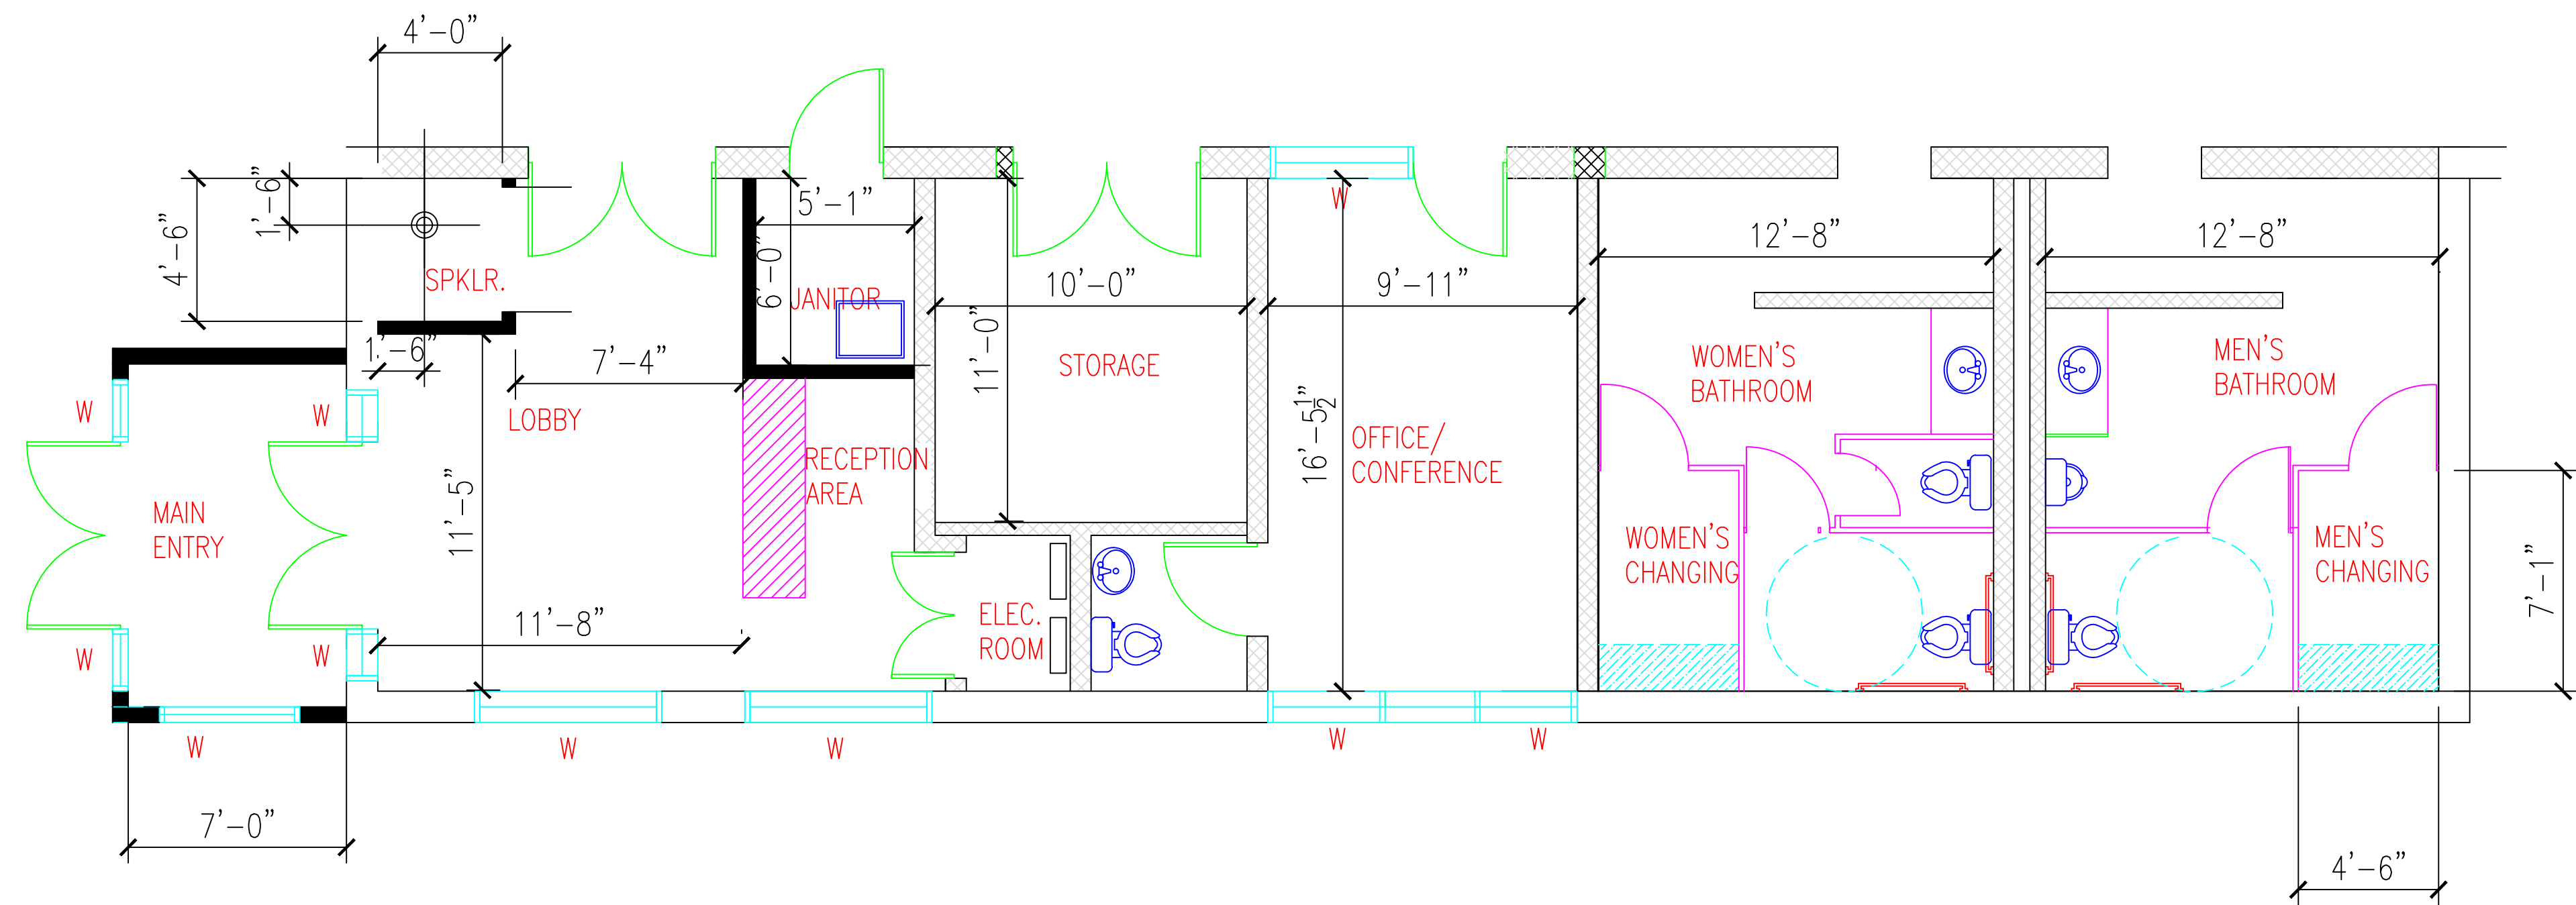 4'-0"
1'-6"
4'-6"
SPKLR.
1'-6"
7'-4"
5'-1"
6'-0"
JANITOR
10'-0"
11'-0"
STORAGE
W
9'-11"
16'-5½"
12'-8"
12'-8"
WOMEN'S
BATHROOM
MEN'S
BATHROOM
W
W
LOBBY
RECEPTION
AREA
OFFICE/
CONFERENCE
MAIN
ENTRY
11'-5"
11'-8"
ELEC.
ROOM
WOMEN'S
CHANGING
MEN'S
CHANGING
7'-1"
W
W
W
W
W
W
W
7'-0"
4'-6"